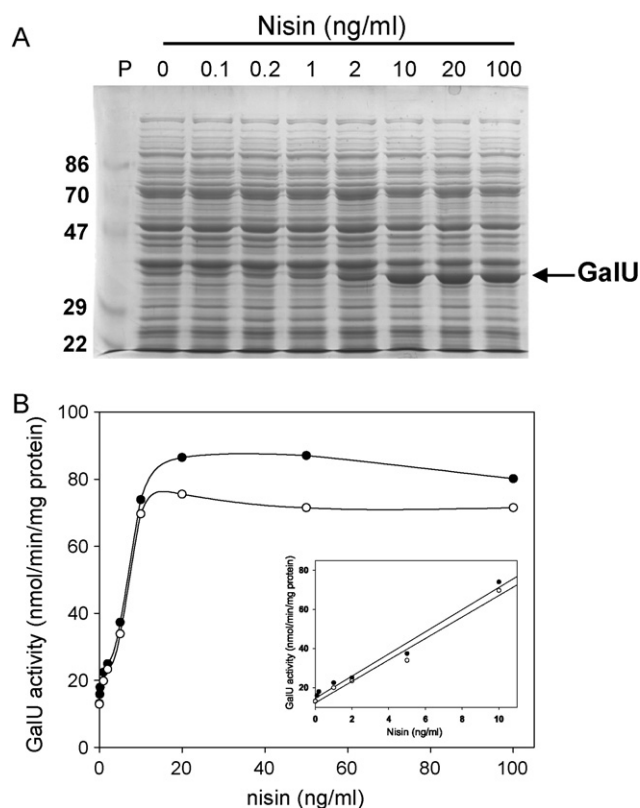 A
Nisin (ng/ml)
P 0 0.1 0.2 1 2 10 20 100
86
70
47
GalU
29
22
B
100
80
60
40
20
0
GalU activity (nmol/min/mg protein)
0 20 40 60 80 100
nisin (ng/ml)
80
60
40
20
GalU activity (nmol/min/mg protein)
0 2 4 6 8 10
Nisin (ng/ml)